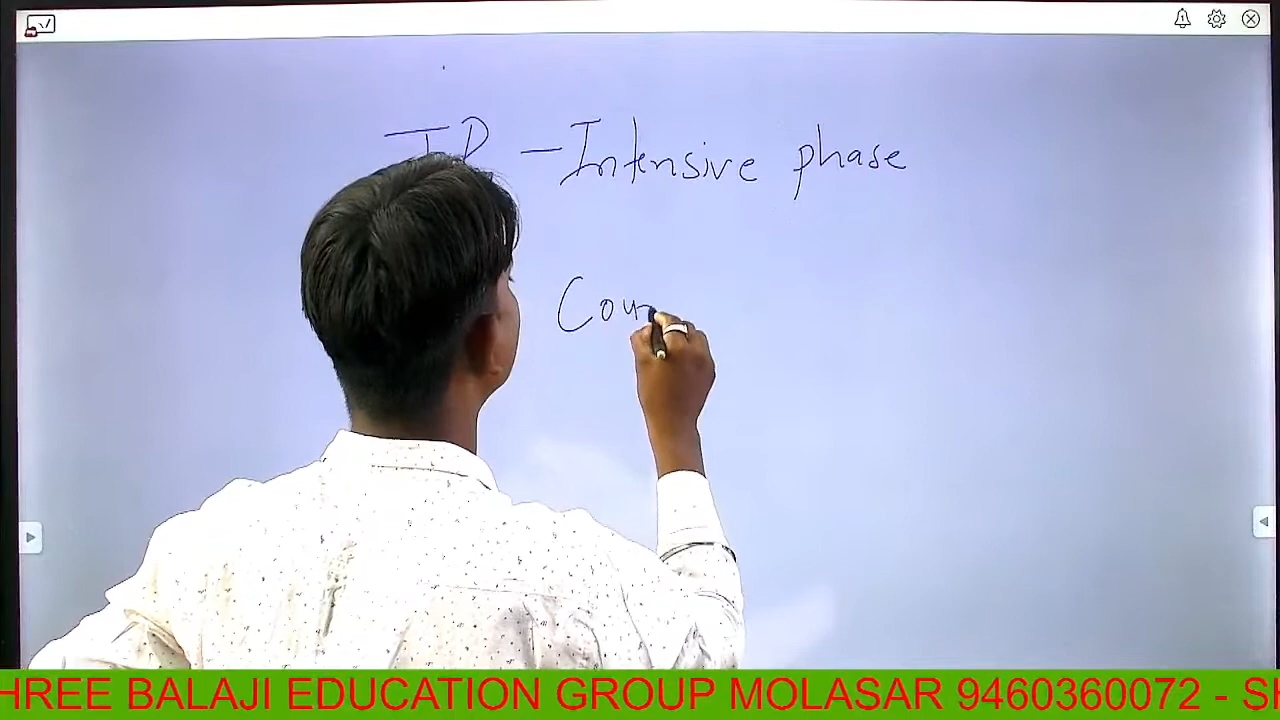 IP - Intensive phase
Cou
HREE BALAJI EDUCATION GROUP MOLASAR 9460360072 - SH